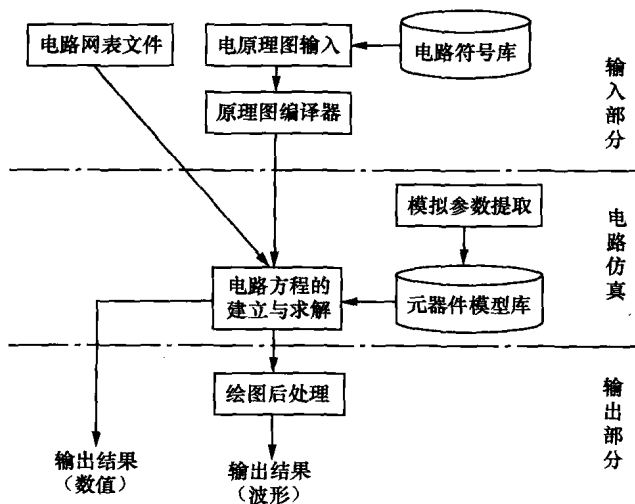 电路网表文件
电原理图输入
电路符号库
原理图编译器
输入部分
模拟参数提取
电路方程的
建立与求解
元器件模型库
电路仿真
绘图后处理
输出结果
（数值）
输出结果
（波形）
输出部分